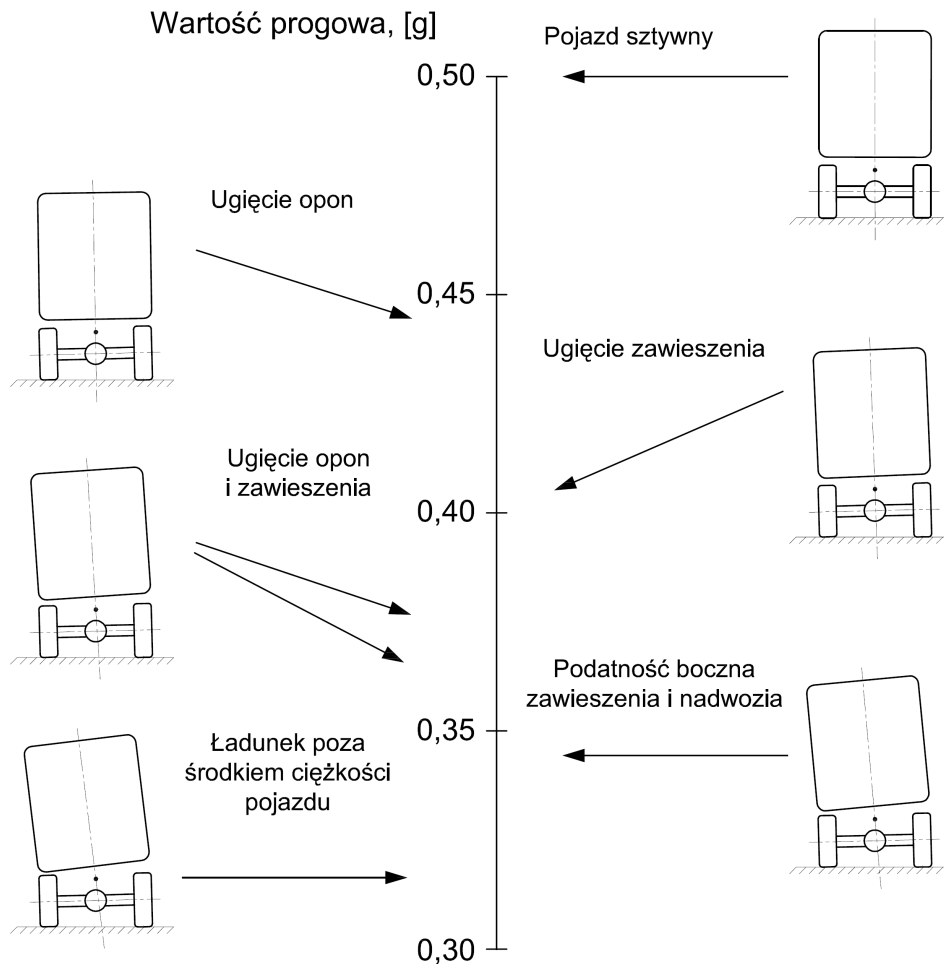 Wartość progowa, [g]
Pojazd sztywny
0,50
Ugięcie opon
0,45
Ugięcie zawieszenia
Ugięcie opon
i zawieszenia
0,40
Podatność boczna
zawieszenia i nadwozia
0,35
Ładunek poza
środkiem ciężkości
pojazdu
0,30